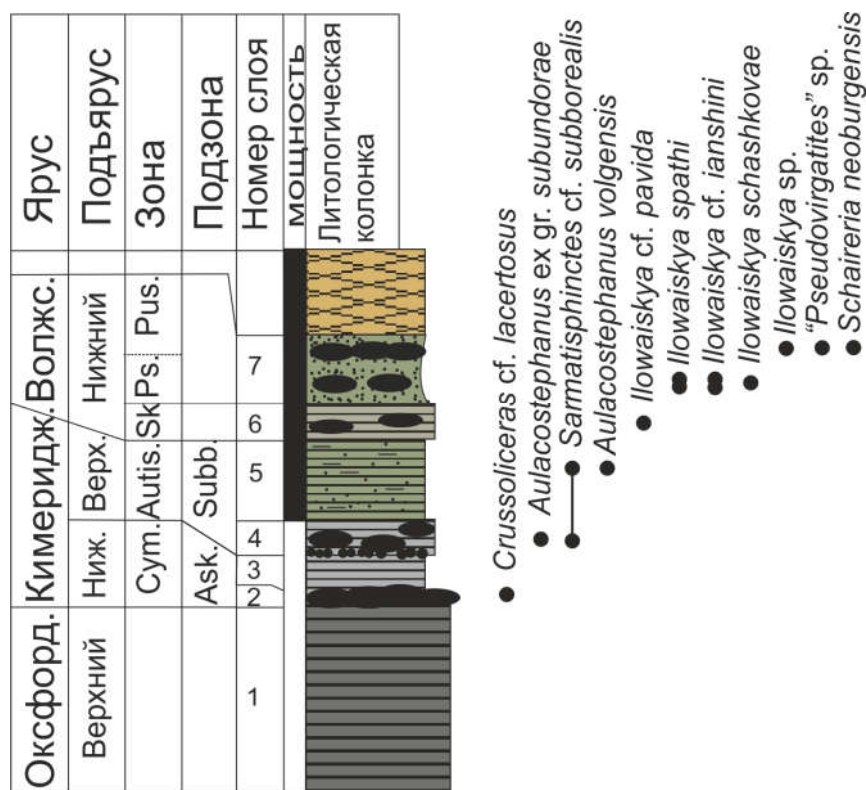 Ярус
Подъярус
Зона
Подзона
Номер слоя
мощность
Литологическая
колонка
Оксфорд.
Кимеридж.
Волжс.
Верхний
Ниж.
Верх.
Нижний
Cym.
Autis.
Sk
Ps.
Pus.
Ask.
Subb.
1
2
3
4
5
6
7
Crussoliceras cf. lacertosus
Aulacostephanus ex gr. subundorae
Sarmatisphinctes cf. subborealis
Aulacostephanus volgensis
Ilowaiskya cf. pavida
Ilowaiskya spathi
Ilowaiskya cf. ianshini
Ilowaiskya schashkovae
Ilowaiskya sp.
“Pseudovirgatites” sp.
Schaireria neoburgensis